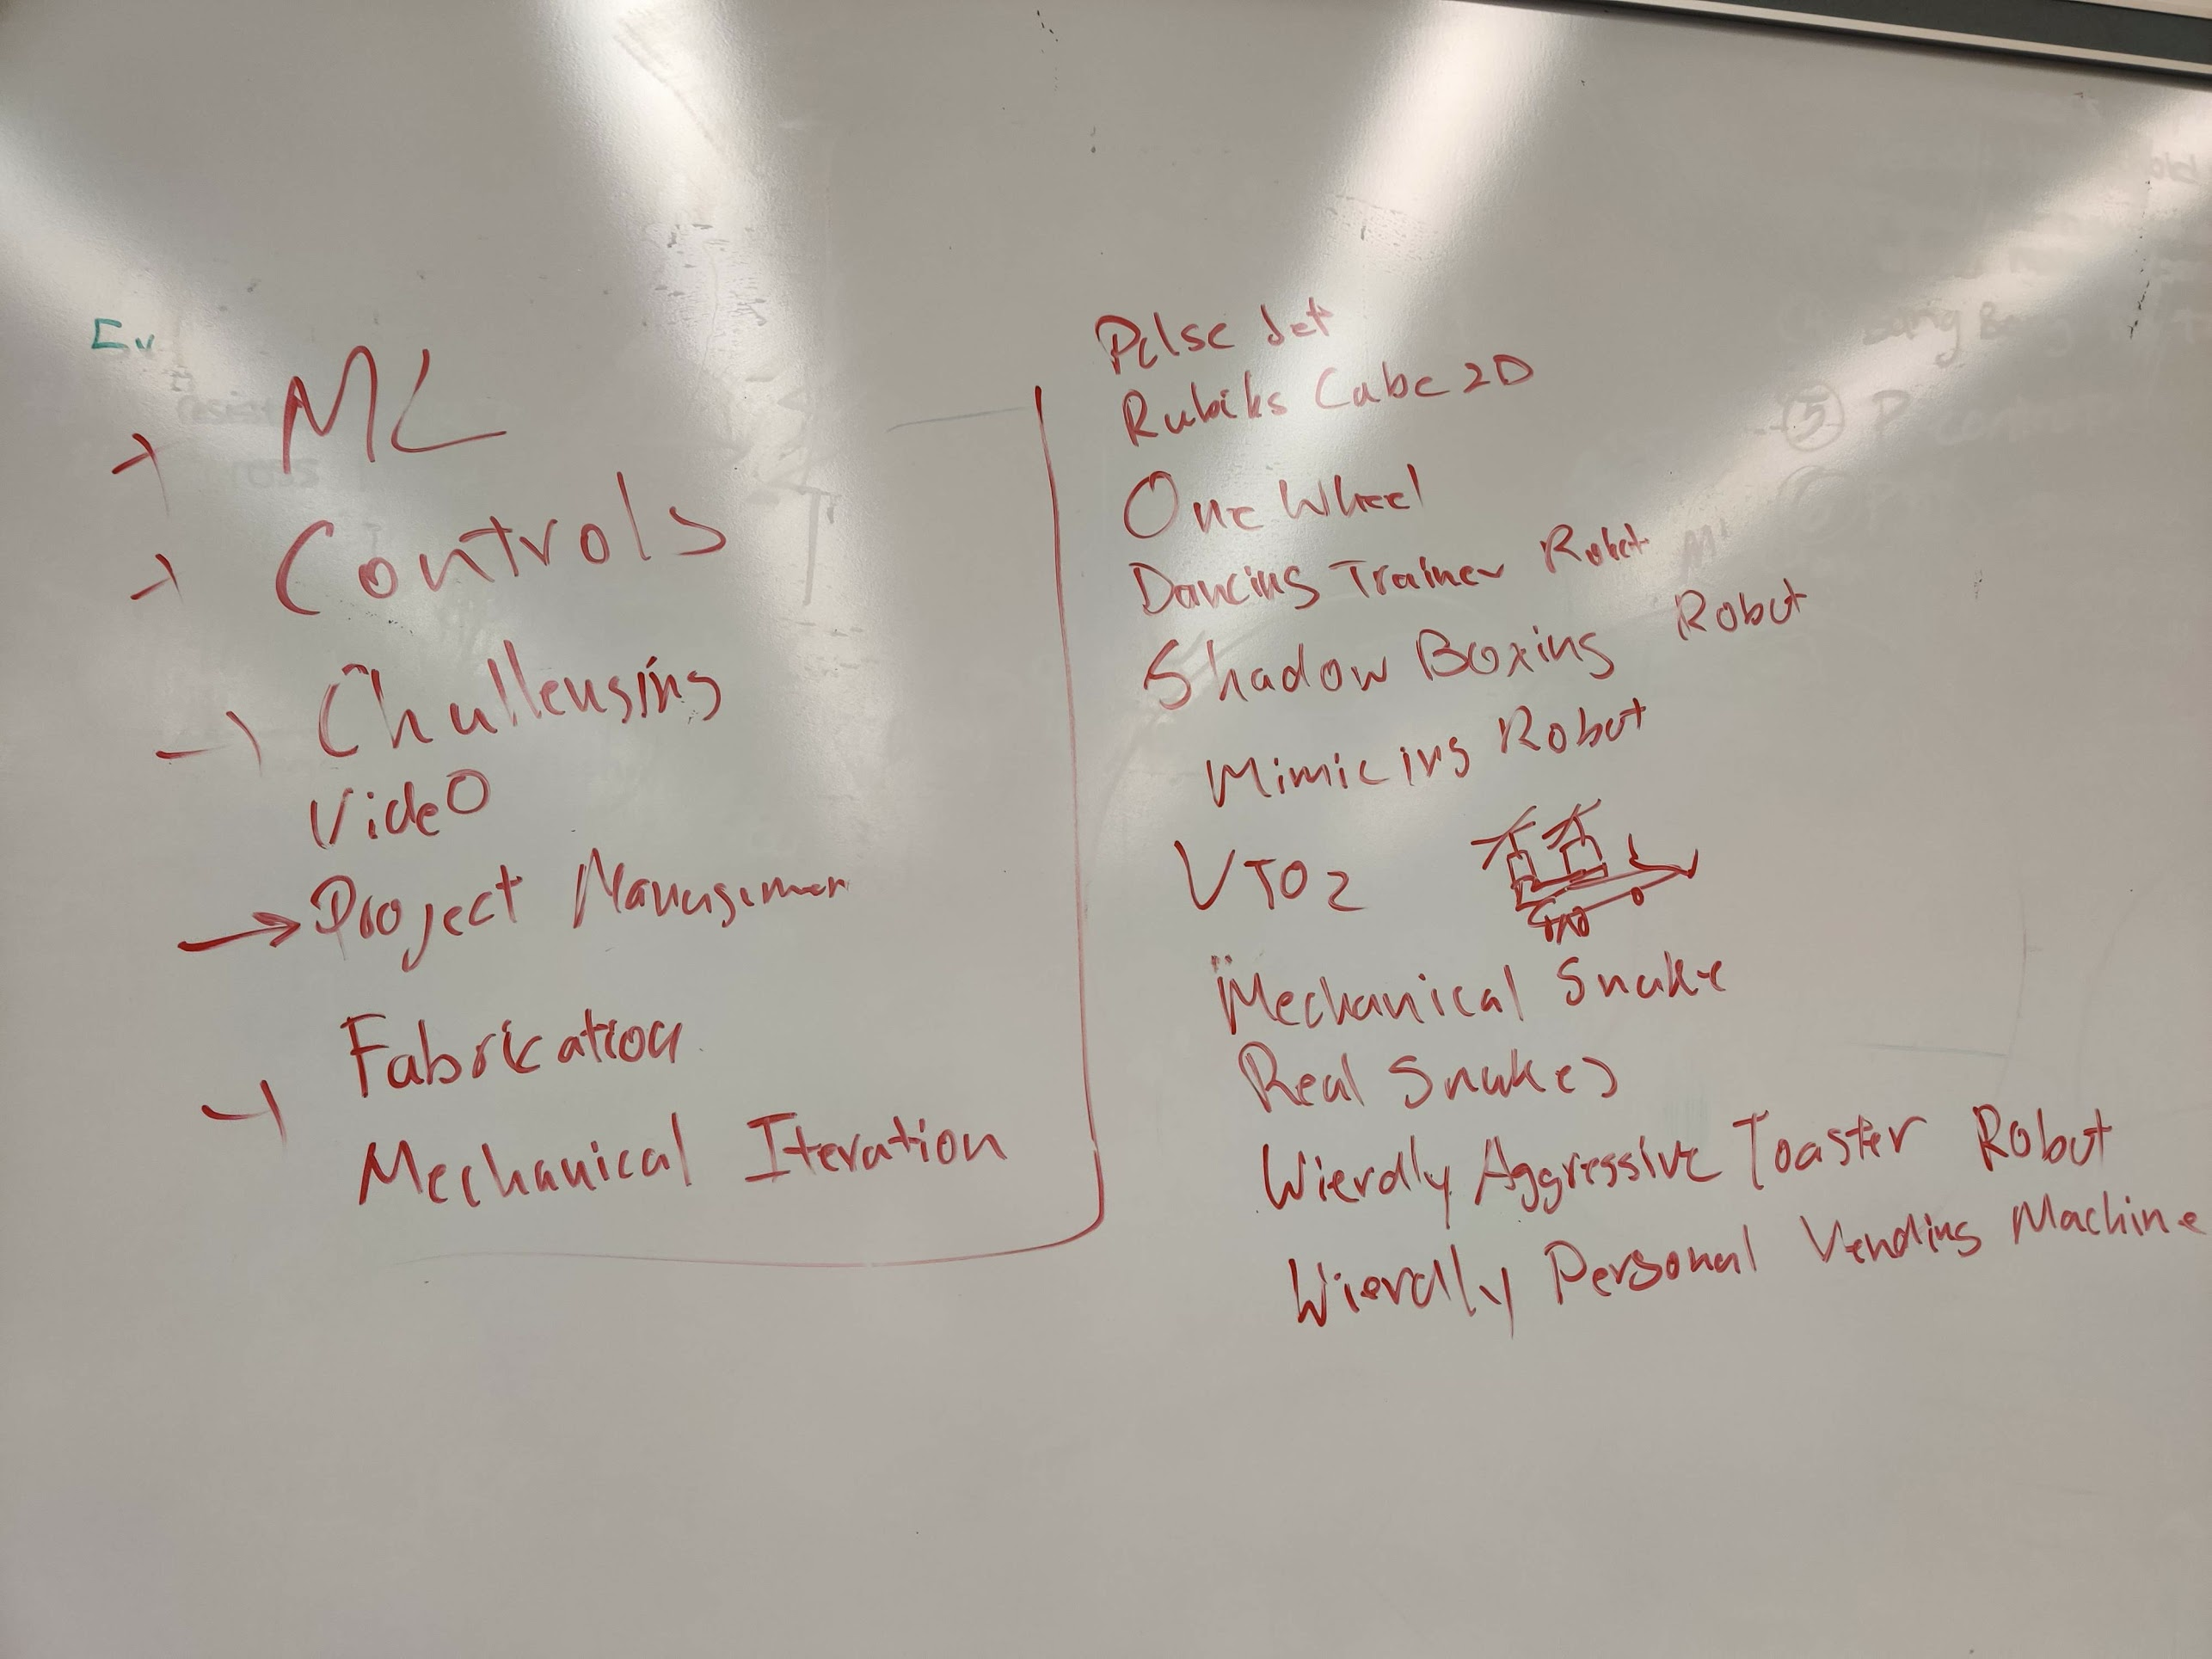 5v
ML
Controls
Challenging
Video
Project Managemen
Fabrication
Mechanical Iteration
Pulse Jet
Rubiks Cube 2D
One Wheel
Dancing Trainer Robot
Shadow Boxing Robot
Mimicing Robot
VTO2
Mechanical Snake
Real Snakes
Wierdly Aggressive Toaster Robot
Wierdly Personal Vending Machine